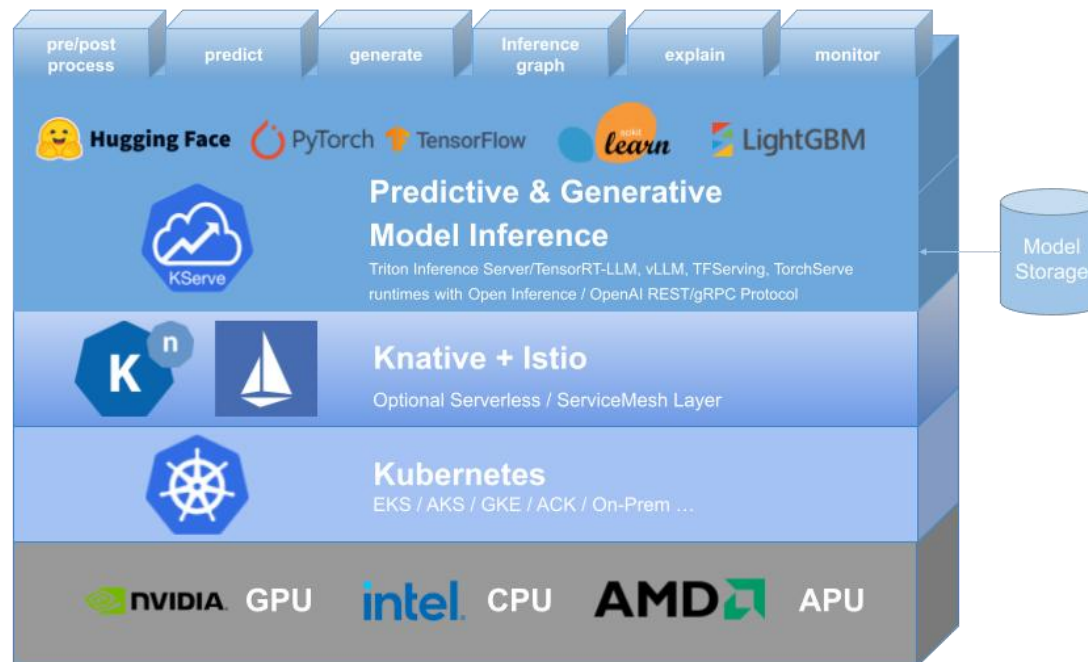 pre/post
process
predict
generate
Inference
graph
explain
monitor
Hugging Face
PyTorch
TensorFlow
scikit
learn
LightGBM
KServe
Predictive & Generative
Model Inference
Triton Inference Server/TensorRT-LLM, vLLM, TFServing, TorchServe
runtimes with Open Inference / OpenAI REST/gRPC Protocol
Model
Storage
K
n
Knative + Istio
Optional Serverless / ServiceMesh Layer
Kubernetes
EKS / AKS / GKE / ACK / On-Prem …
NVIDIA. GPU
intel. CPU
AMD APU